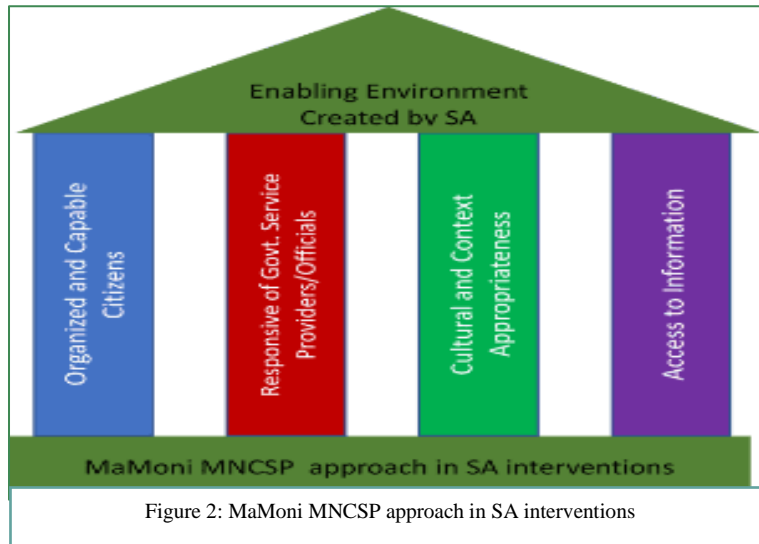 Enabling Environment
Created by SA
Organized and Capable
Citizens
Responsive of Govt. Service
Providers/Officials
Cultural and Context
Appropriateness
Access to Information
MaMoni MNCSP approach in SA interventions
Figure 2: MaMoni MNCSP approach in SA interventions